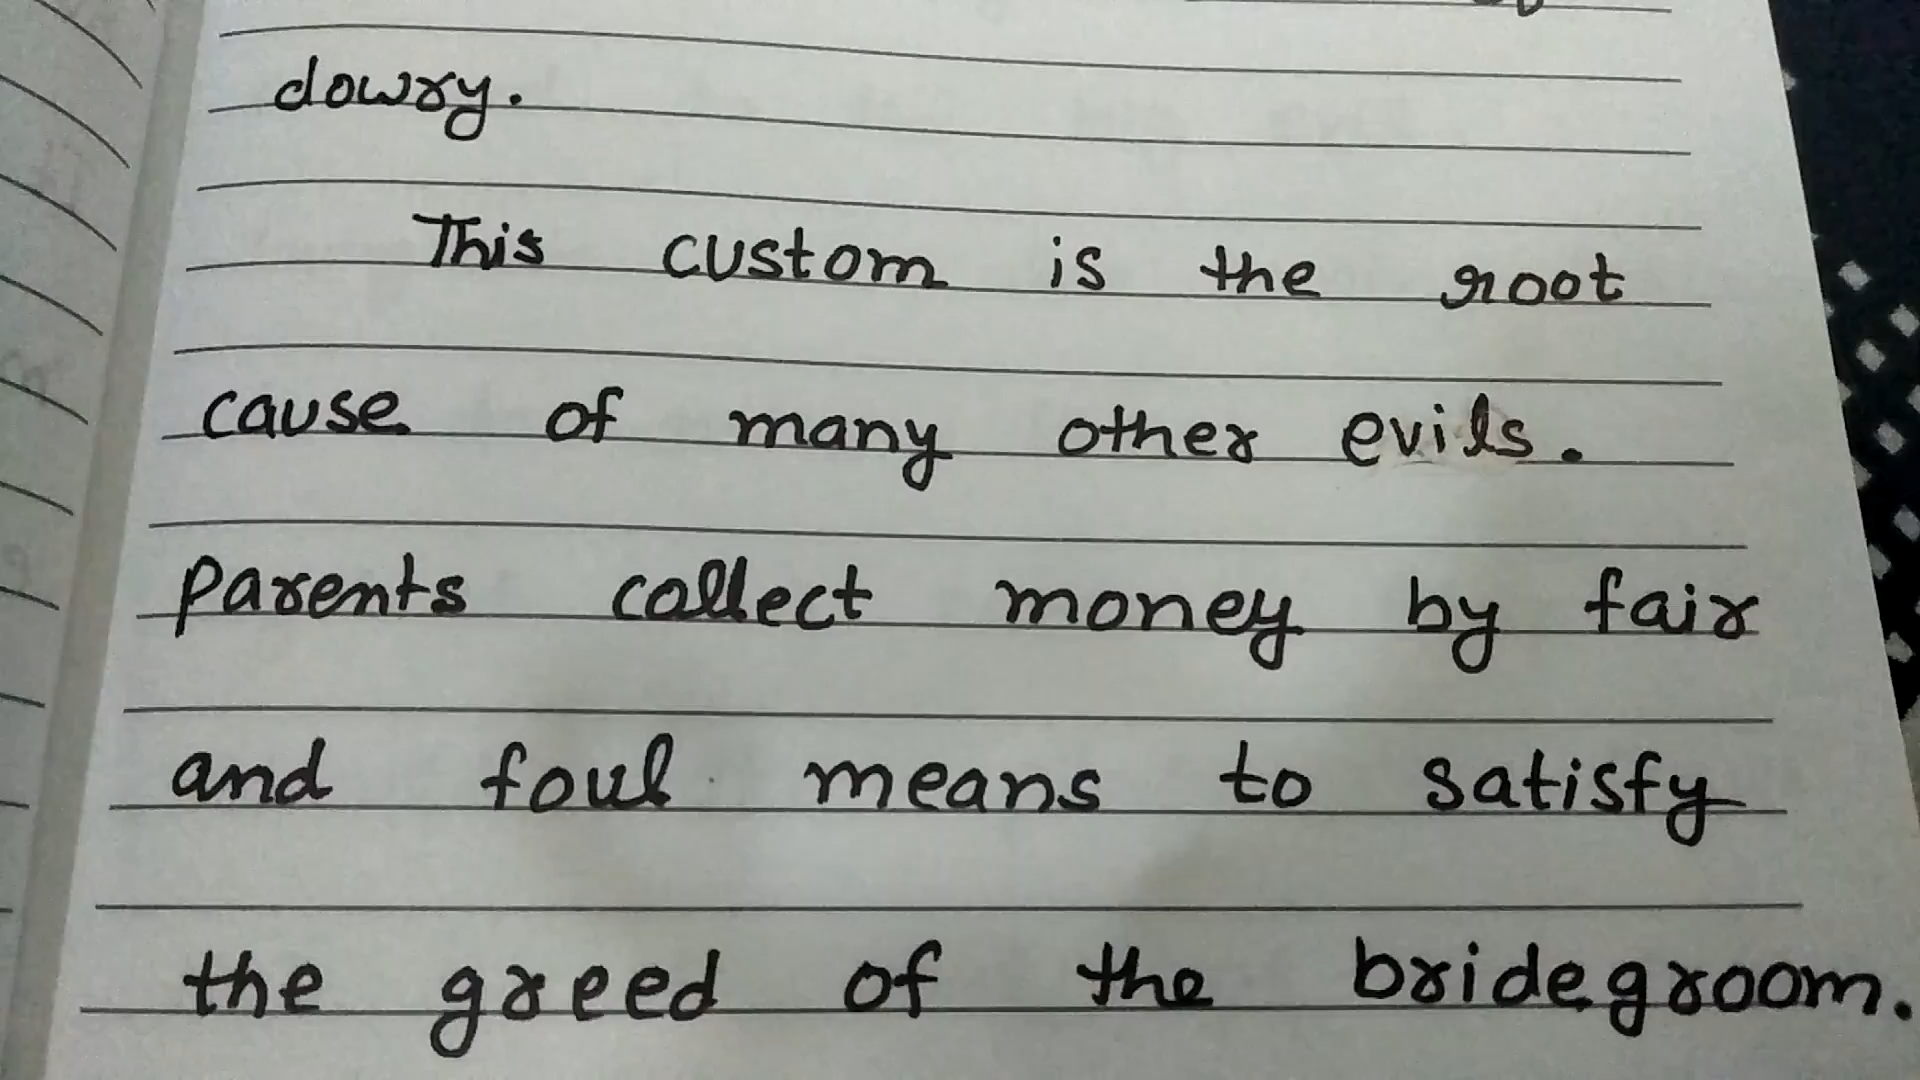 dowry.
This custom is the root
cause of many other evils.
parents collect money by fair
and foul means to satisfy
the greed of the bridegroom.